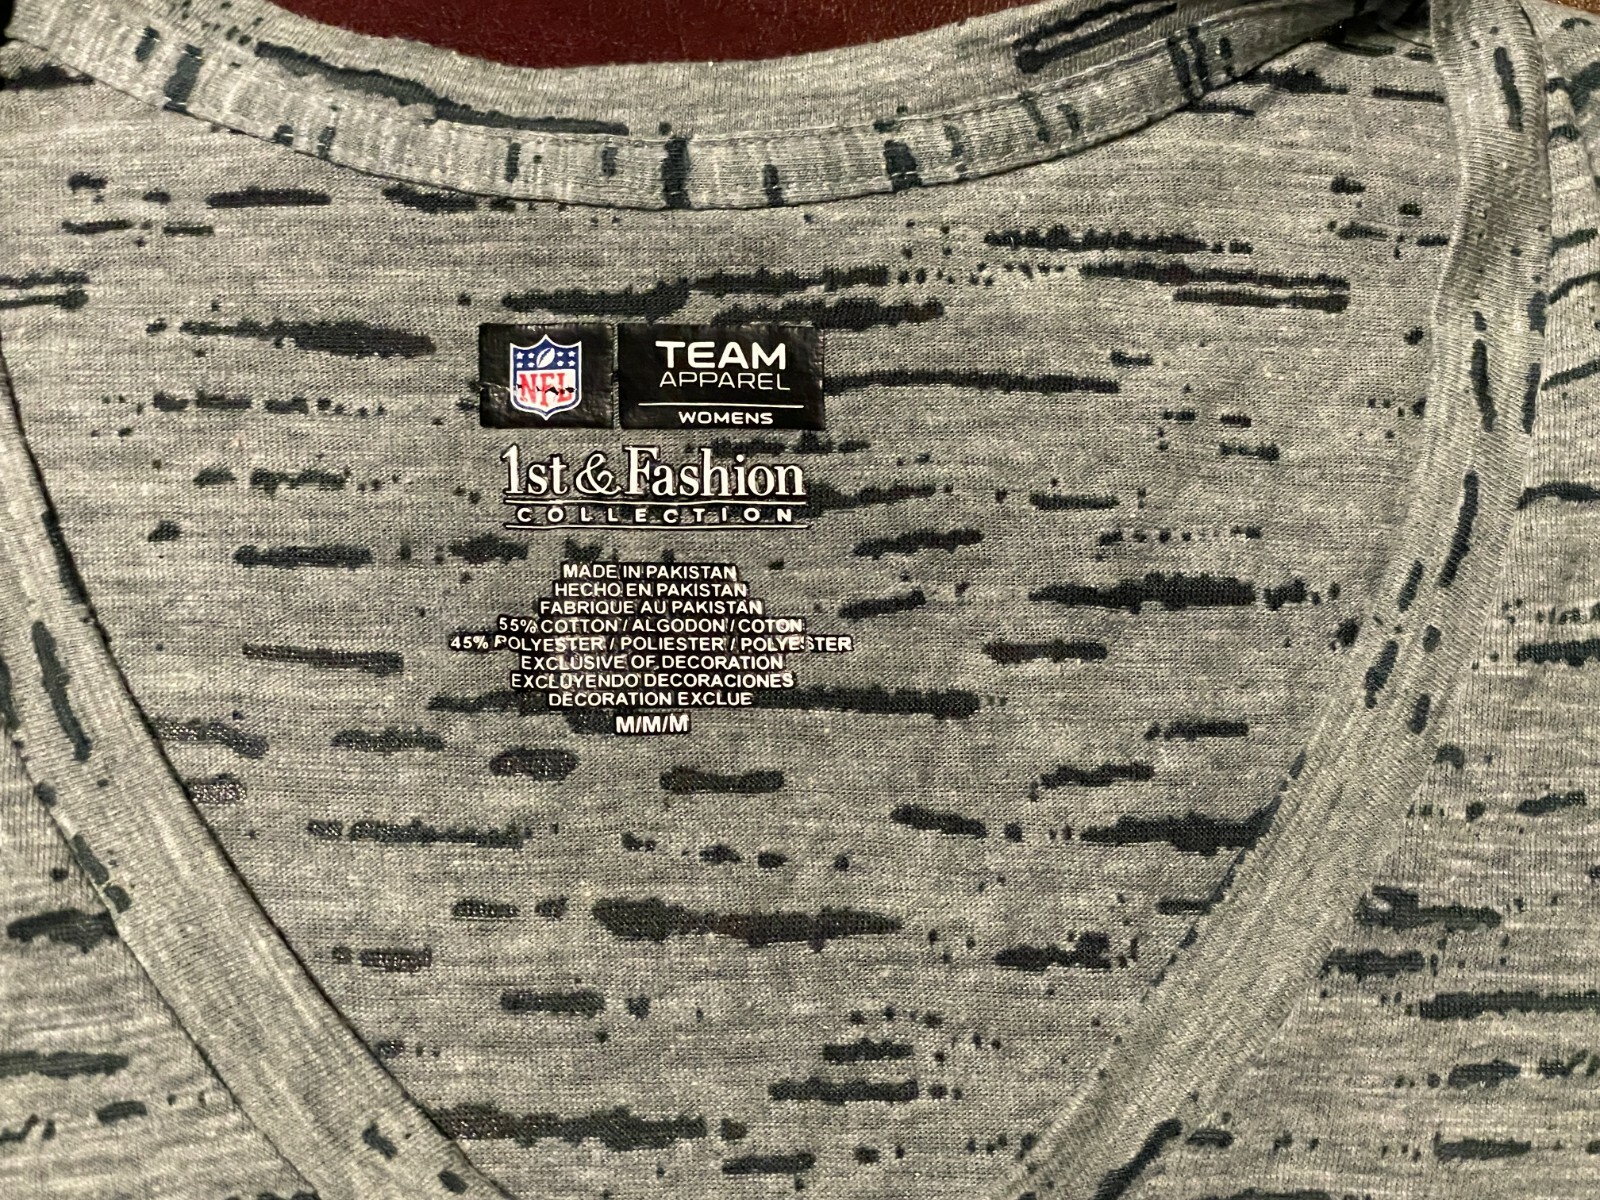 NFL
TEAM
APPAREL
WOMENS
1st & Fashion
COLLECTION
MADE IN PAKISTAN
HECHO EN PAKISTAN
FABRIQUE AU PAKISTAN
55% COTTON / ALGODON / COTON
45% POLYESTER / POLIESTER / POLYESTER
EXCLUSIVE OF DECORATION
EXCLUYENDO DECORACIONES
DECORATION EXCLUE
M/M/M